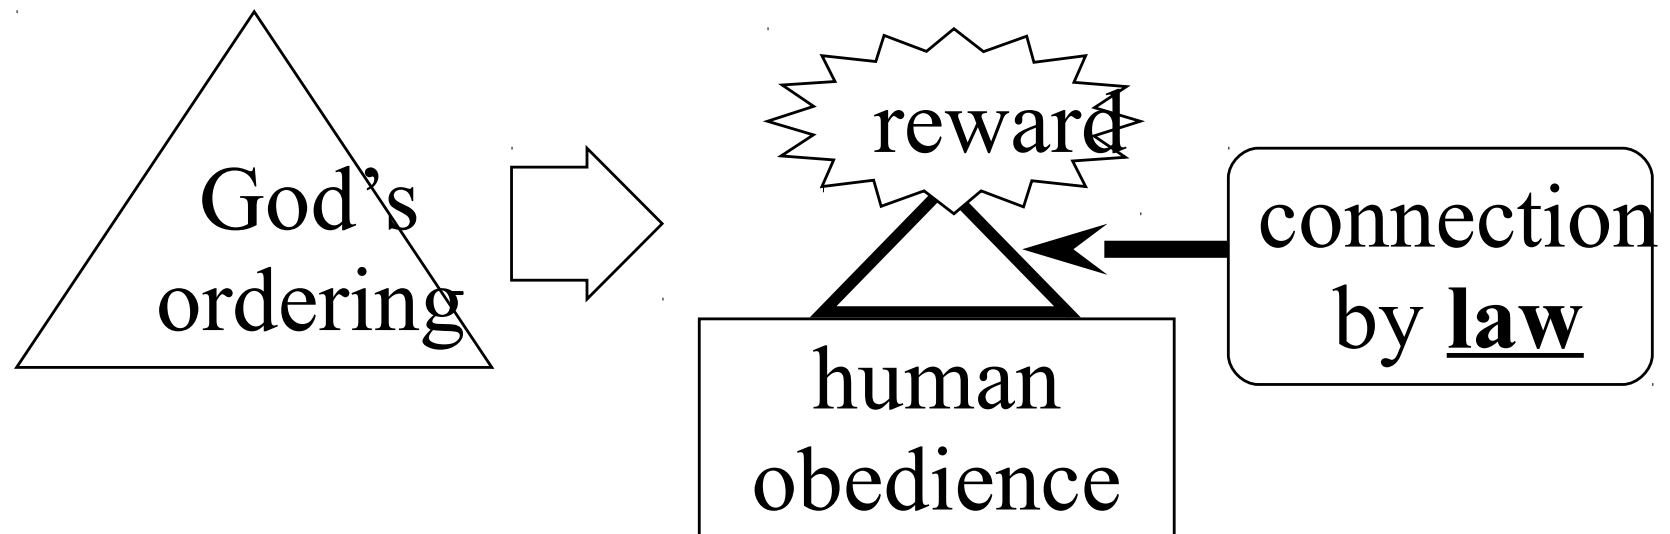 God’s
ordering
reward
human
obedience
connection
by law